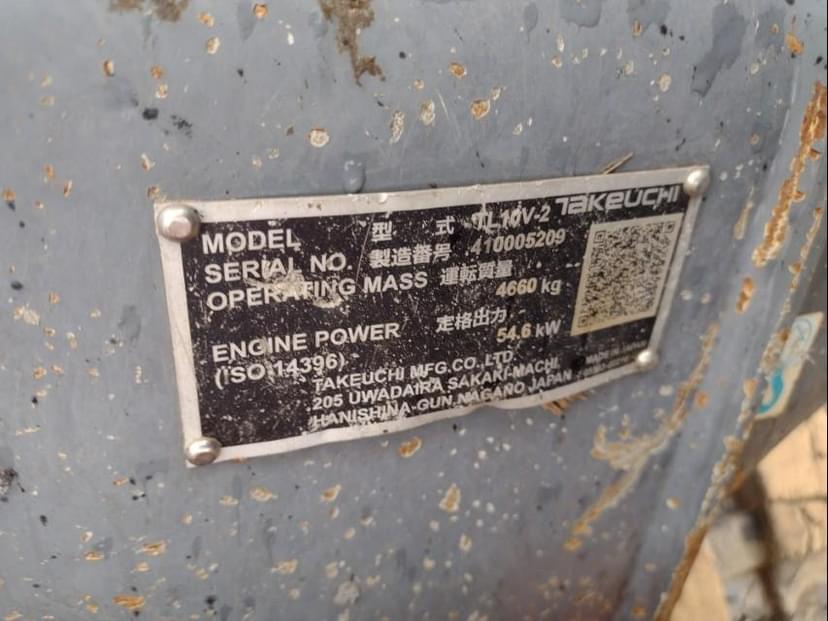 TAKEUCHI
MODEL 型 式 TL10V-2
SERIAL NO. 製造番号 410005209
OPERATING MASS 運転質量 4660 kg
ENGINE POWER 定格出力 54.6 kW
(ISO 14396)
TAKEUCHI MFG.CO.,LTD.
205 UWADAIRA, SAKAKI-MACHI,
HANISHINA-GUN, NAGANO, JAPAN
MADE IN JAPAN